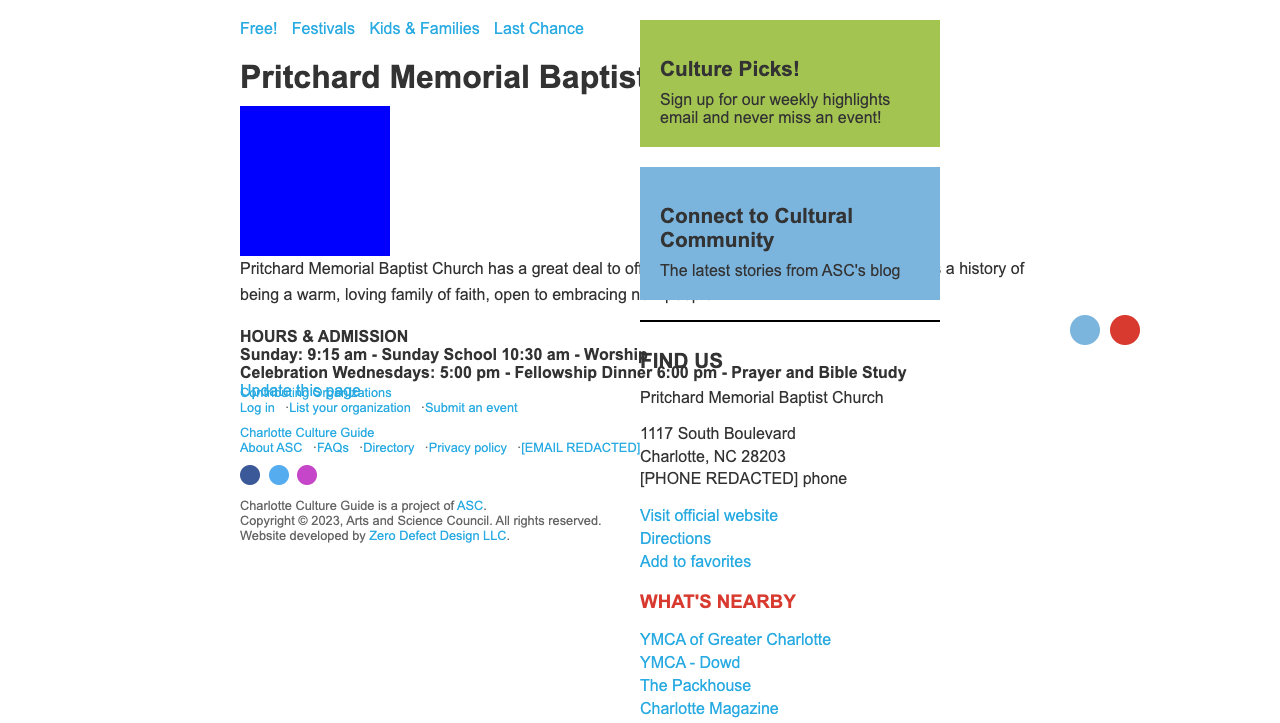 Free! Festivals Kids & Families Last Chance
Pritchard Memorial Baptist
Culture Picks!
Sign up for our weekly highlights
email and never miss an event!
Connect to Cultural
Community
The latest stories from ASC's blog
Pritchard Memorial Baptist Church has a great deal to a history of
being a warm, loving family of faith, open to embracing
HOURS & ADMISSION
Sunday: 9:15 am - Sunday School 10:30 am - Worship
Celebration Wednesdays: 5:00 pm - Fellowship Dinner 6:00 pm - Prayer and Bible Study
Update this page
Contributing Organizations
Log in ·List your organization ·Submit an event
Charlotte Culture Guide
About ASC ·FAQs ·Directory ·Privacy policy ·[EMAIL REDACTED]
Charlotte Culture Guide is a project of ASC.
Copyright © 2023, Arts and Science Council. All rights reserved.
Website developed by Zero Defect Design LLC.
FIND US
Pritchard Memorial Baptist Church
1117 South Boulevard
Charlotte, NC 28203
[PHONE REDACTED] phone
Visit official website
Directions
Add to favorites
WHAT'S NEARBY
YMCA of Greater Charlotte
YMCA - Dowd
The Packhouse
Charlotte Magazine